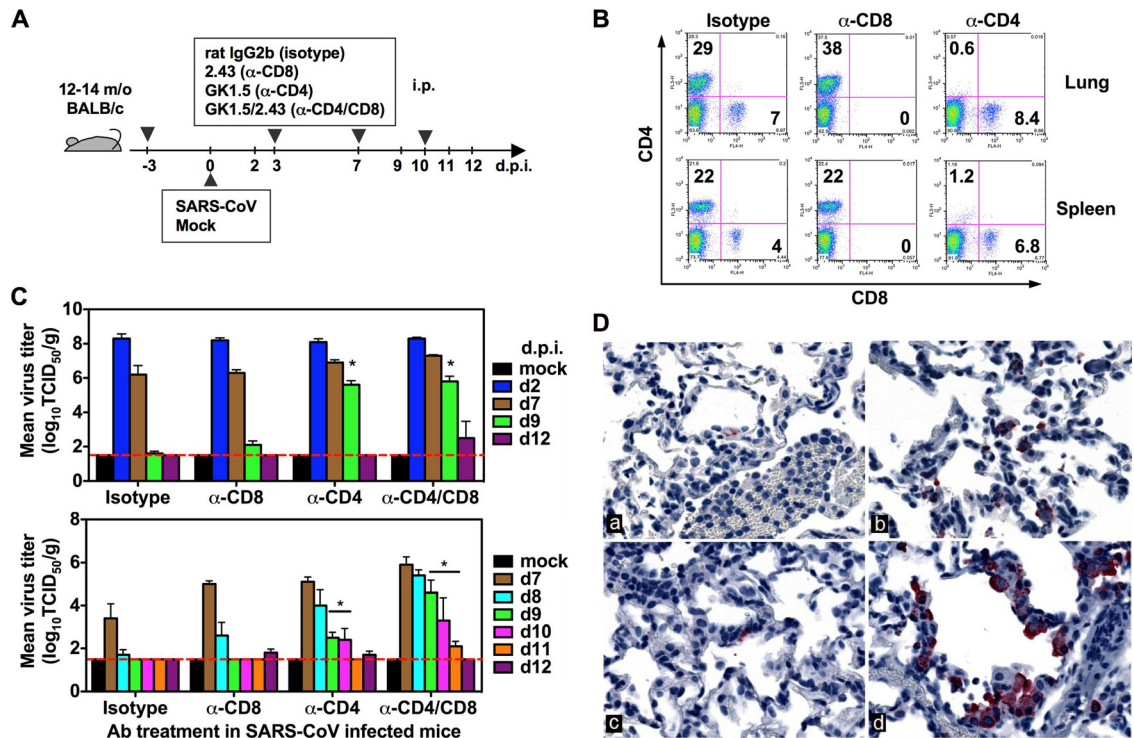 A
rat IgG2b (isotype)
2.43 (α-CD8)
GK1.5 (α-CD4)
GK1.5/2.43 (α-CD4/CD8)
i.p.
12-14 m/o
BALB/c
-3 0 2 3 7 9 10 11 12 d.p.i.
SARS-CoV
Mock
B
Isotype α-CD8 α-CD4
29 38 0.6
7 0 8.4
Lung
22 22 1.2
4 0 6.8
Spleen
CD4
CD8
C
Mean virus titer
(log10 TCID50/g)
10
8
6
4
2
0
* *
d.p.i.
mock
d2
d7
d9
d12
Isotype α-CD8 α-CD4 α-CD4/CD8
Mean virus titer
(log10 TCID50/g)
8
6
4
2
0
* *
mock
d7
d8
d9
d10
d11
d12
Isotype α-CD8 α-CD4 α-CD4/CD8
Ab treatment in SARS-CoV infected mice
D
a
b
c
d